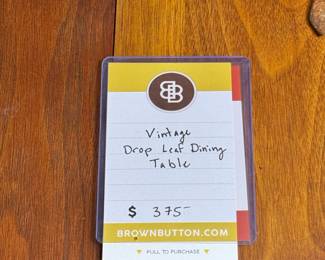 BB
Vintage
Drop Leaf Dining
Table
$ 375-
BROWNBUTTON.COM
PULL TO PURCHASE